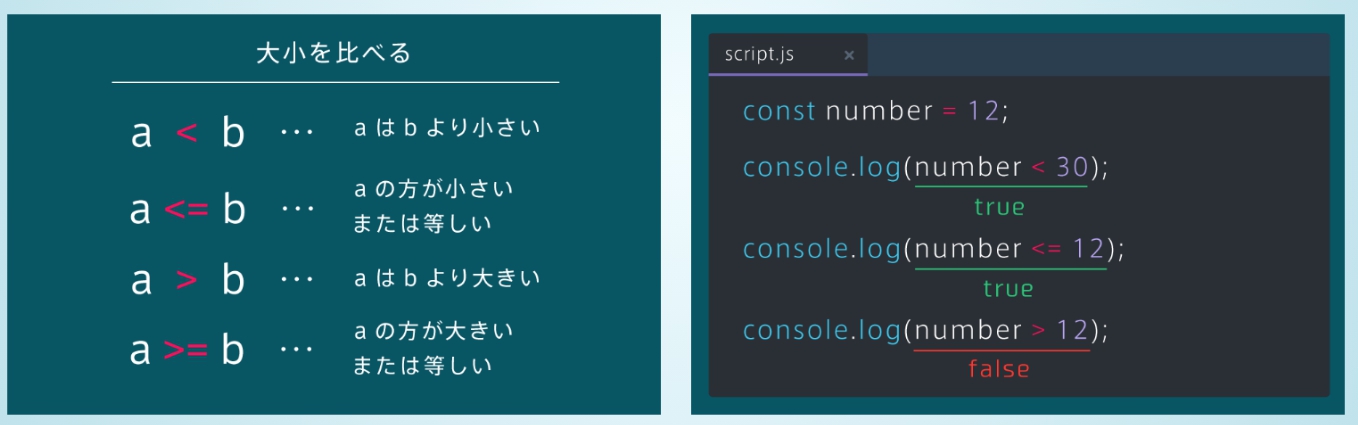 大小を比べる
a < b … a は b より小さい
a <= b … a の方が小さい
または等しい
a > b … a は b より大きい
a >= b … a の方が大きい
または等しい
script.js ×
const number = 12;
console.log(number < 30);
true
console.log(number <= 12);
true
console.log(number > 12);
false